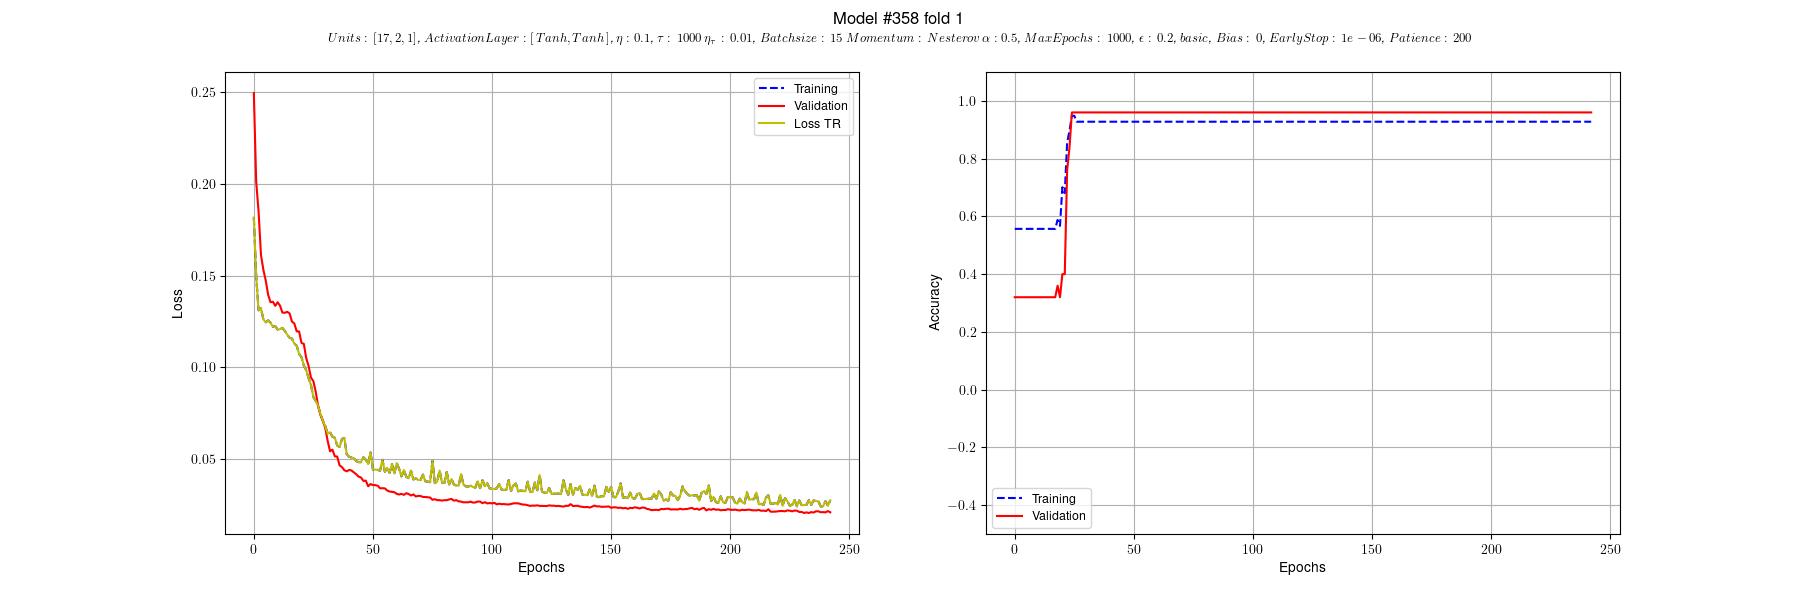 Model #358 fold 1
Units : [17, 2, 1], ActivationLayer : [Tanh, Tanh], η : 0.1, τ : 1000 ητ : 0.01, Batchsize : 15 Momentum : Nesterov α : 0.5, MaxEpochs : 1000, ϵ : 0.2, basic, Bias : 0, EarlyStop : 1e − 06, Patience : 200
0.25
0.20
0.15
0.10
0.05
Loss
0 50 100 150 200 250
Epochs
Training
Validation
Loss TR
1.0
0.8
0.6
0.4
0.2
0.0
−0.2
−0.4
Accuracy
0 50 100 150 200 250
Epochs
Training
Validation